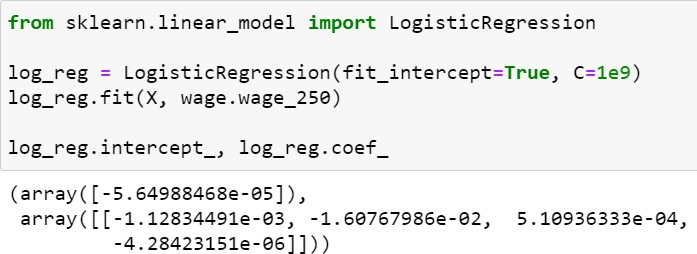 from sklearn.linear_model import LogisticRegression
log_reg = LogisticRegression(fit_intercept=True, C=1e9)
log_reg.fit(X, wage.wage_250)
log_reg.intercept_, log_reg.coef_
(array([-5.64988468e-05]),
array([[-1.12834491e-03, -1.60767986e-02,  5.10936333e-04,
-4.28423151e-06]]))